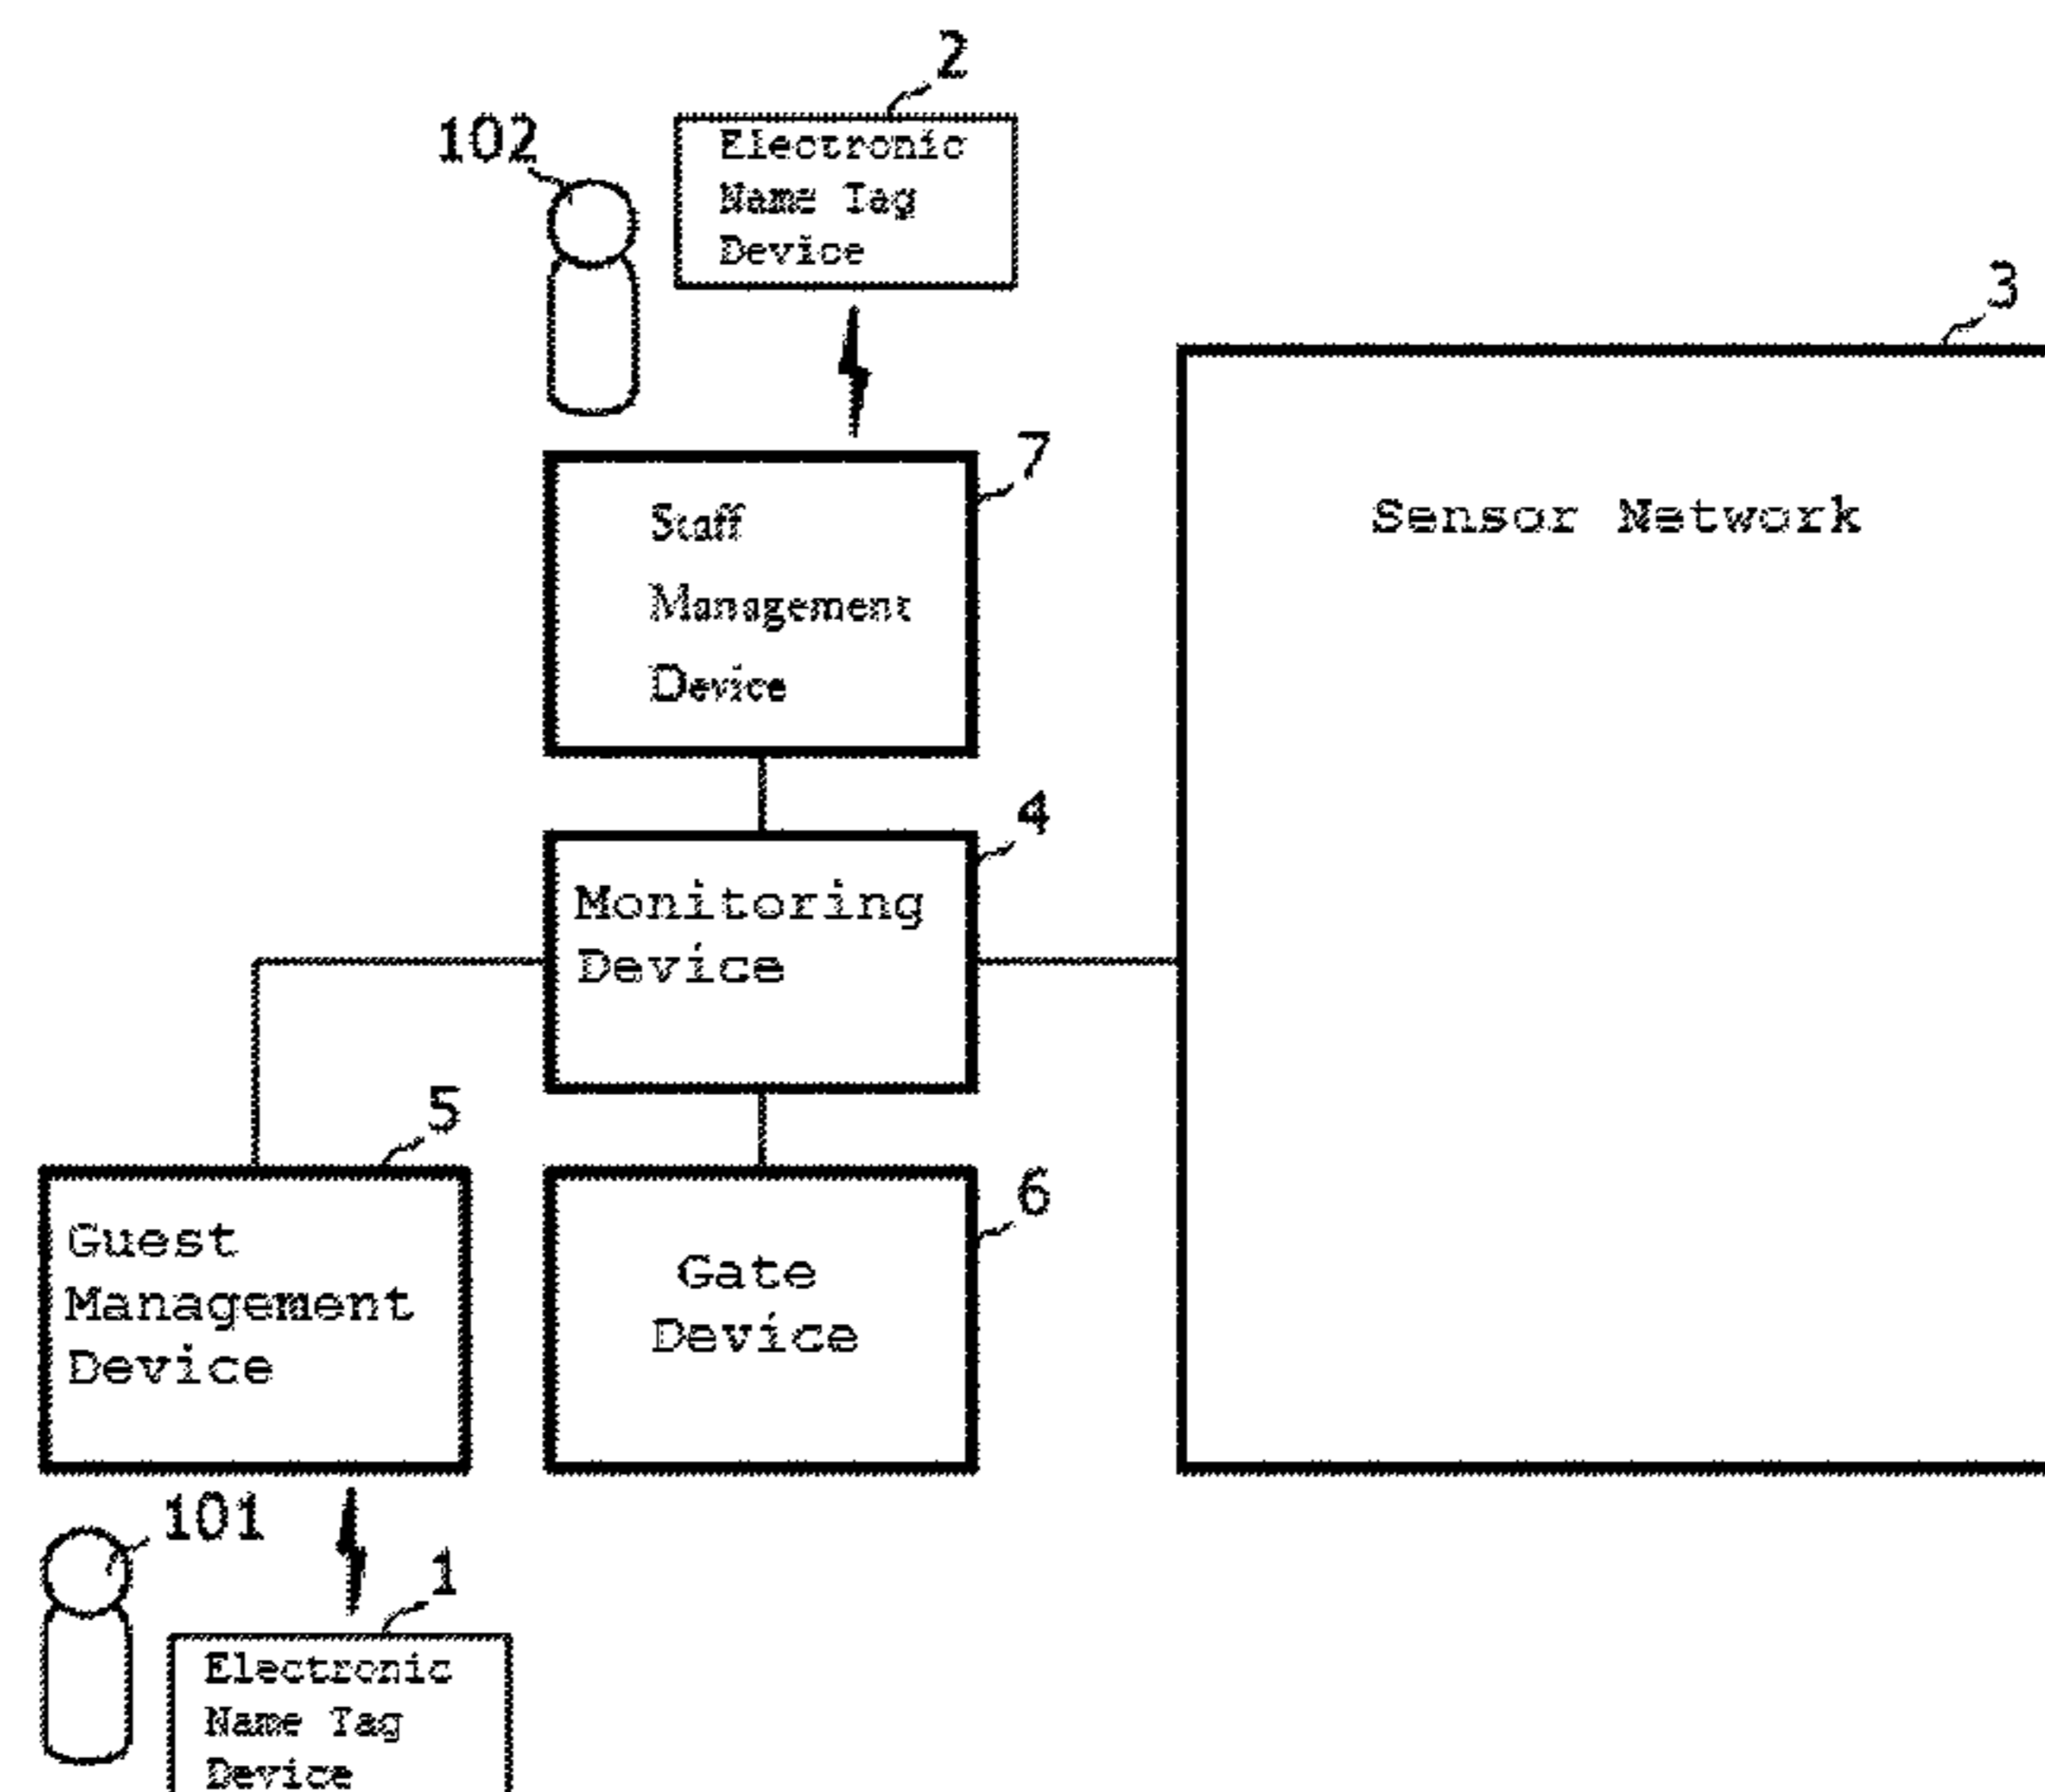 2
102
Electronic
Name Tag
Device
3
7
Staff
Management
Device
Sensor Network
4
Monitoring
Device
5
6
Guest
Management
Device
Gate
Device
101
1
Electronic
Name Tag
Device